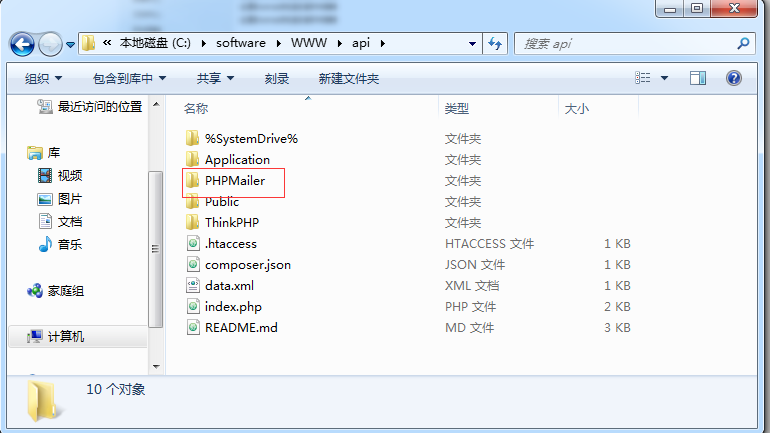 « 本地磁盘 (C:) ▸ software ▸ WWW ▸ api ▸
搜索 api
组织 包含到库中 共享 刻录 新建文件夹
名称 类型 大小
最近访问的位置
库
视频
图片
文档
音乐
家庭组
计算机
%SystemDrive% 文件夹
Application 文件夹
PHPMailer 文件夹
Public 文件夹
ThinkPHP 文件夹
.htaccess HTACCESS 文件 1 KB
composer.json JSON 文件 1 KB
data.xml XML 文档 1 KB
index.php PHP 文件 2 KB
README.md MD 文件 3 KB
10 个对象